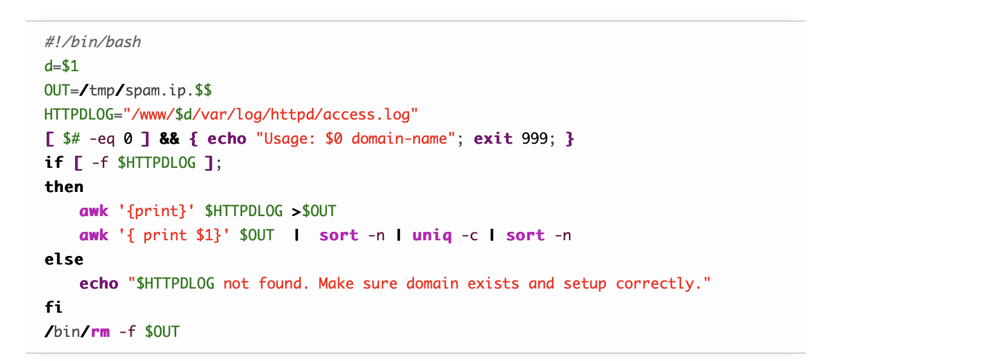 #!/bin/bash
d=$1
OUT=/tmp/spam.ip.$$
HTTPDLOG="/www/$d/var/log/httpd/access.log"
[ $# -eq 0 ] && { echo "Usage: $0 domain-name"; exit 999; }
if [ -f $HTTPDLOG ];
then
    awk '{print}' $HTTPDLOG >$OUT
    awk '{ print $1}' $OUT  |  sort -n | uniq -c | sort -n
else
    echo "$HTTPDLOG not found. Make sure domain exists and setup correctly."
fi
/bin/rm -f $OUT